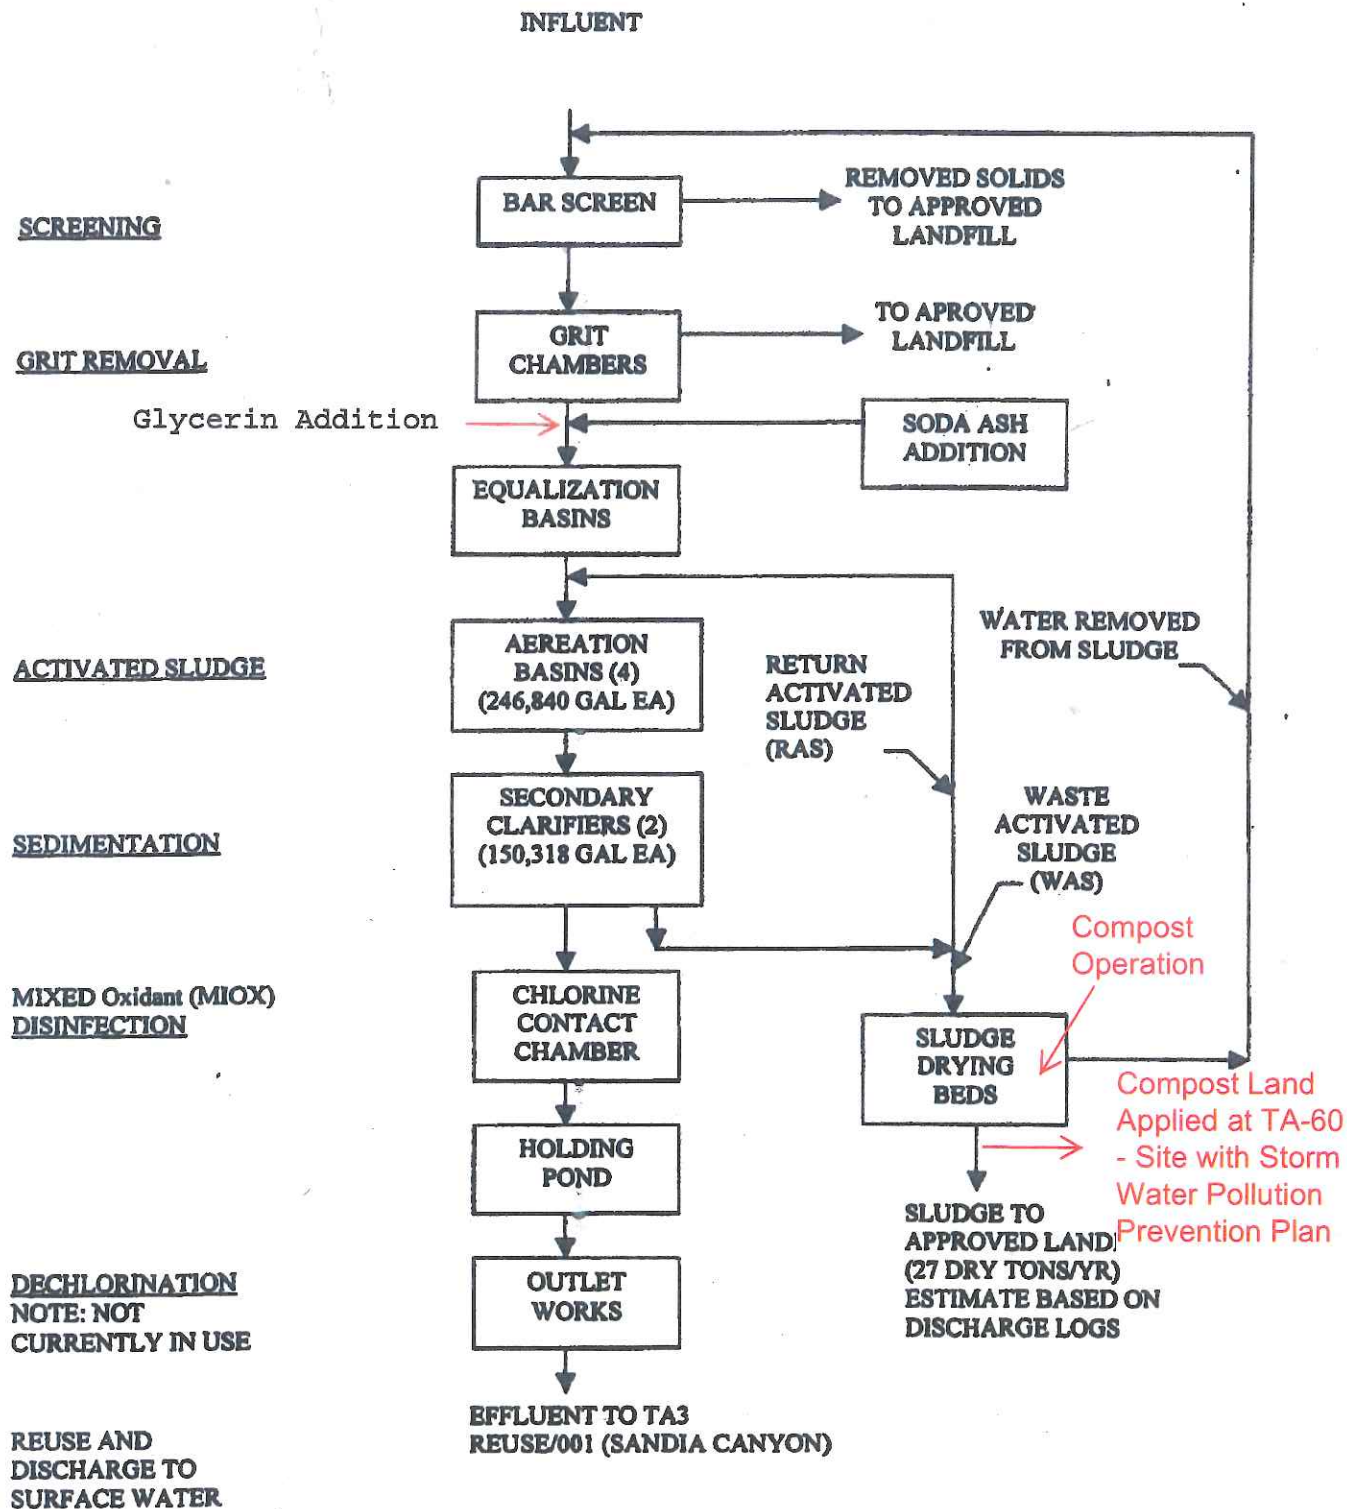 INFLUENT
BAR SCREEN
REMOVED SOLIDS
TO APPROVED
LANDFILL
SCREENING
GRIT
CHAMBERS
TO APROVED
LANDFILL
GRIT REMOVAL
Glycerin Addition
SODA ASH
ADDITION
EQUALIZATION
BASINS
AEREATION
BASINS (4)
(246,840 GAL EA)
ACTIVATED SLUDGE
RETURN
ACTIVATED
SLUDGE
(RAS)
WATER REMOVED
FROM SLUDGE
SECONDARY
CLARIFIERS (2)
(150,318 GAL EA)
SEDIMENTATION
WASTE
ACTIVATED
SLUDGE
(WAS)
Compost
Operation
MIXED Oxidant (MIOX)
DISINFECTION
CHLORINE
CONTACT
CHAMBER
SLUDGE
DRYING
BEDS
Compost Land
Applied at TA-60
- Site with Storm
Water Pollution
Prevention Plan
HOLDING
POND
SLUDGE TO
APPROVED LAND
(27 DRY TONS/YR)
ESTIMATE BASED ON
DISCHARGE LOGS
DECHLORINATION
NOTE: NOT
CURRENTLY IN USE
OUTLET
WORKS
EFFLUENT TO TA3
REUSE/001 (SANDIA CANYON)
REUSE AND
DISCHARGE TO
SURFACE WATER